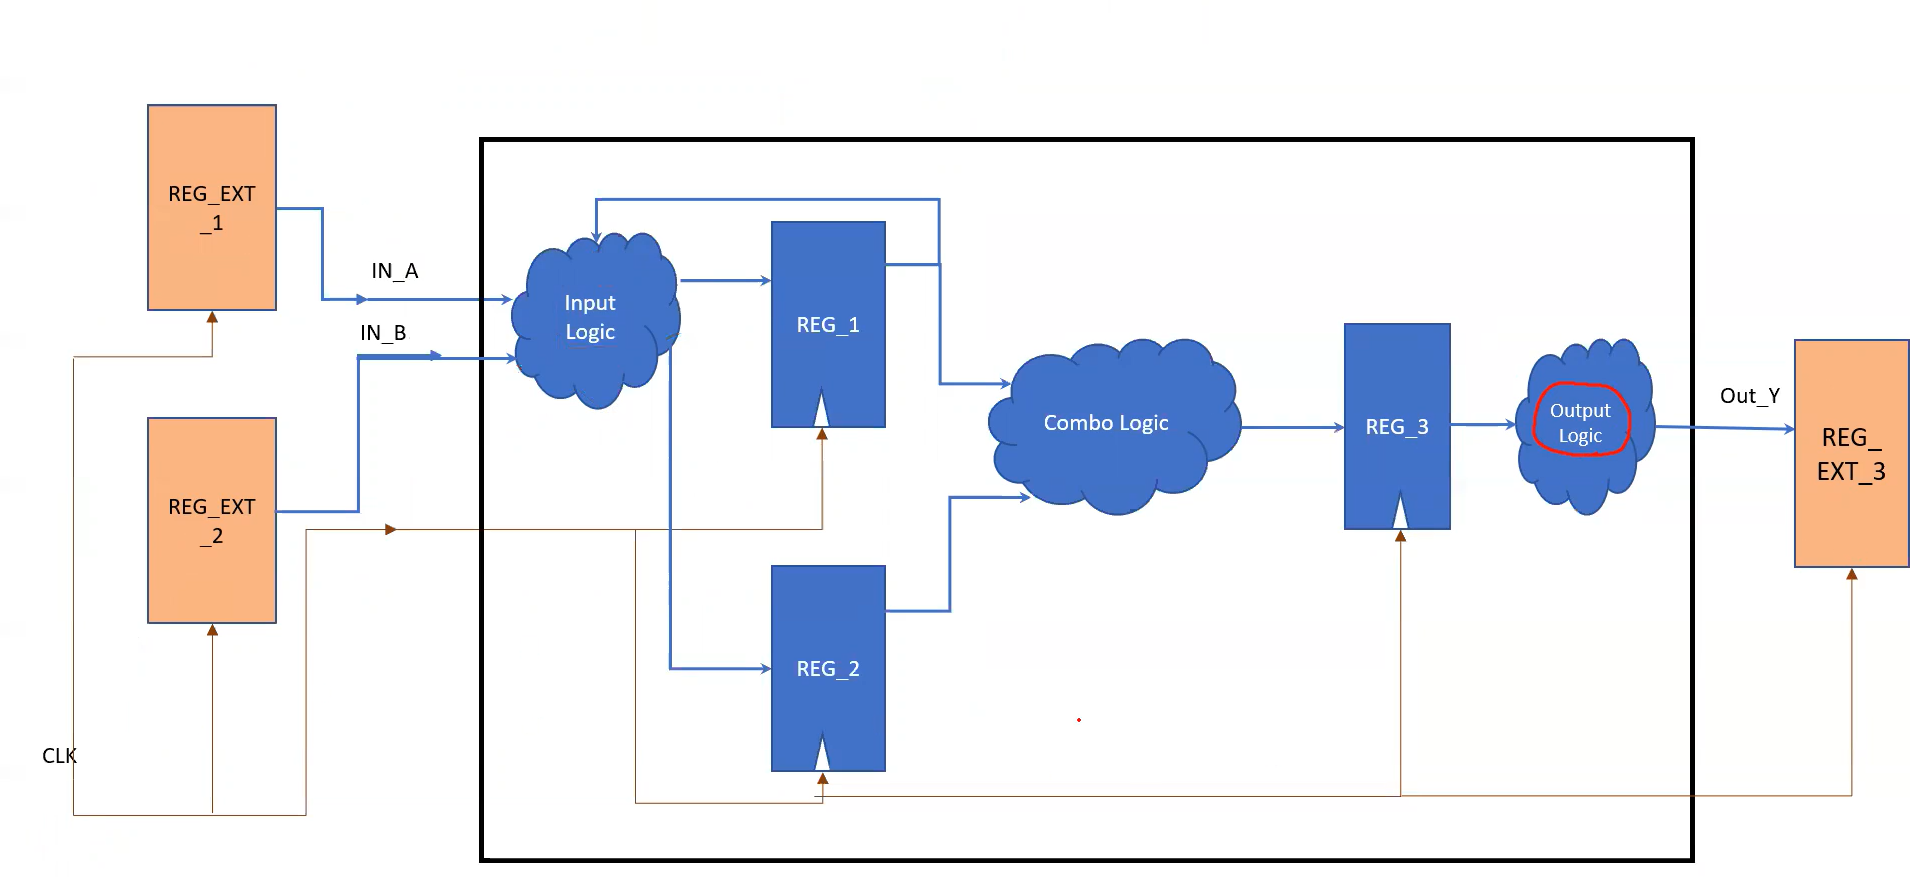 REG_EXT
_1
IN_A
IN_B
REG_EXT
_2
CLK
Input
Logic
REG_1
REG_2
Combo Logic
REG_3
Output
Logic
Out_Y
REG_
EXT_3